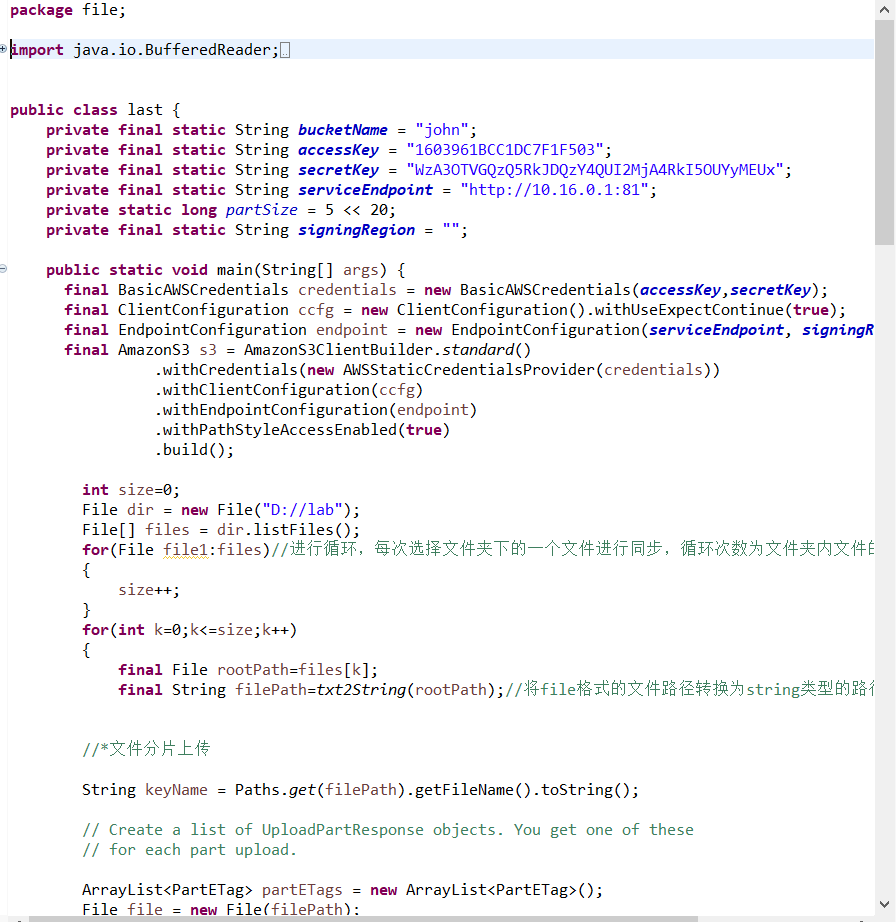 package file;
import java.io.BufferedReader;
public class last {
private final static String bucketName = "john";
private final static String accessKey = "1603961BCC1DC7F1F503";
private final static String secretKey = "WzA3OTVGQzQ5RkJDQzY4QUI2MjA4RkI5OUYyMEUx";
private final static String serviceEndpoint = "http://10.16.0.1:81";
private static long partSize = 5 << 20;
private final static String signingRegion = "";
public static void main(String[] args) {
final BasicAWSCredentials credentials = new BasicAWSCredentials(accessKey,secretKey);
final ClientConfiguration ccfg = new ClientConfiguration().withUseExpectContinue(true);
final EndpointConfiguration endpoint = new EndpointConfiguration(serviceEndpoint, signingR
final AmazonS3 s3 = AmazonS3ClientBuilder.standard()
.withCredentials(new AWSStaticCredentialsProvider(credentials))
.withClientConfiguration(ccfg)
.withEndpointConfiguration(endpoint)
.withPathStyleAccessEnabled(true)
.build();
int size=0;
File dir = new File("D://lab");
File[] files = dir.listFiles();
for(File file1:files)//进行循环，每次选择文件夹下的一个文件进行同步，循环次数为文件夹内文件的
{
size++;
}
for(int k=0;k<=size;k++)
{
final File rootPath=files[k];
final String filePath=txt2String(rootPath);//将file格式的文件路径转换为string类型的路径
//*文件分片上传
String keyName = Paths.get(filePath).getFileName().toString();
// Create a list of UploadPartResponse objects. You get one of these
// for each part upload.
ArrayList<PartETag> partETags = new ArrayList<PartETag>();
File file = new File(filePath);